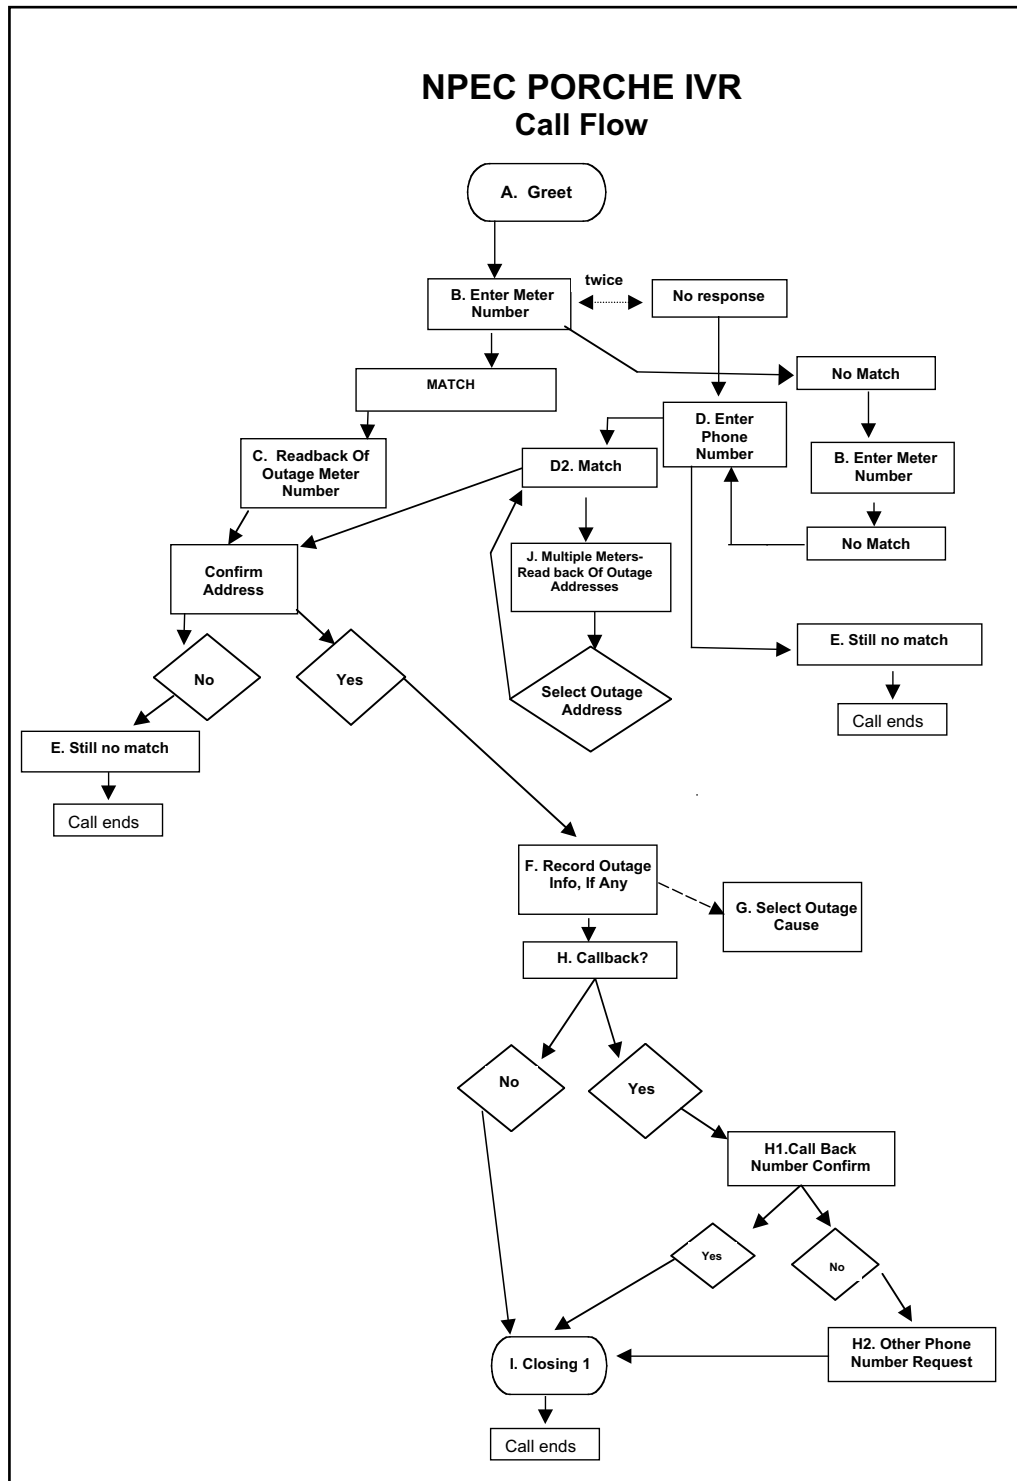 NPEC PORCHE IVR
Call Flow
A. Greet
twice
B. Enter Meter
Number
No response
MATCH
No Match
D. Enter
Phone
Number
C. Readback Of
Outage Meter
Number
D2. Match
B. Enter Meter
Number
No Match
J. Multiple Meters-
Read back Of Outage
Addresses
Confirm
Address
E. Still no match
No
Yes
Select Outage
Address
Call ends
E. Still no match
Call ends
F. Record Outage
Info, If Any
G. Select Outage
Cause
H. Callback?
No
Yes
H1.Call Back
Number Confirm
Yes
No
H2. Other Phone
Number Request
I. Closing 1
Call ends